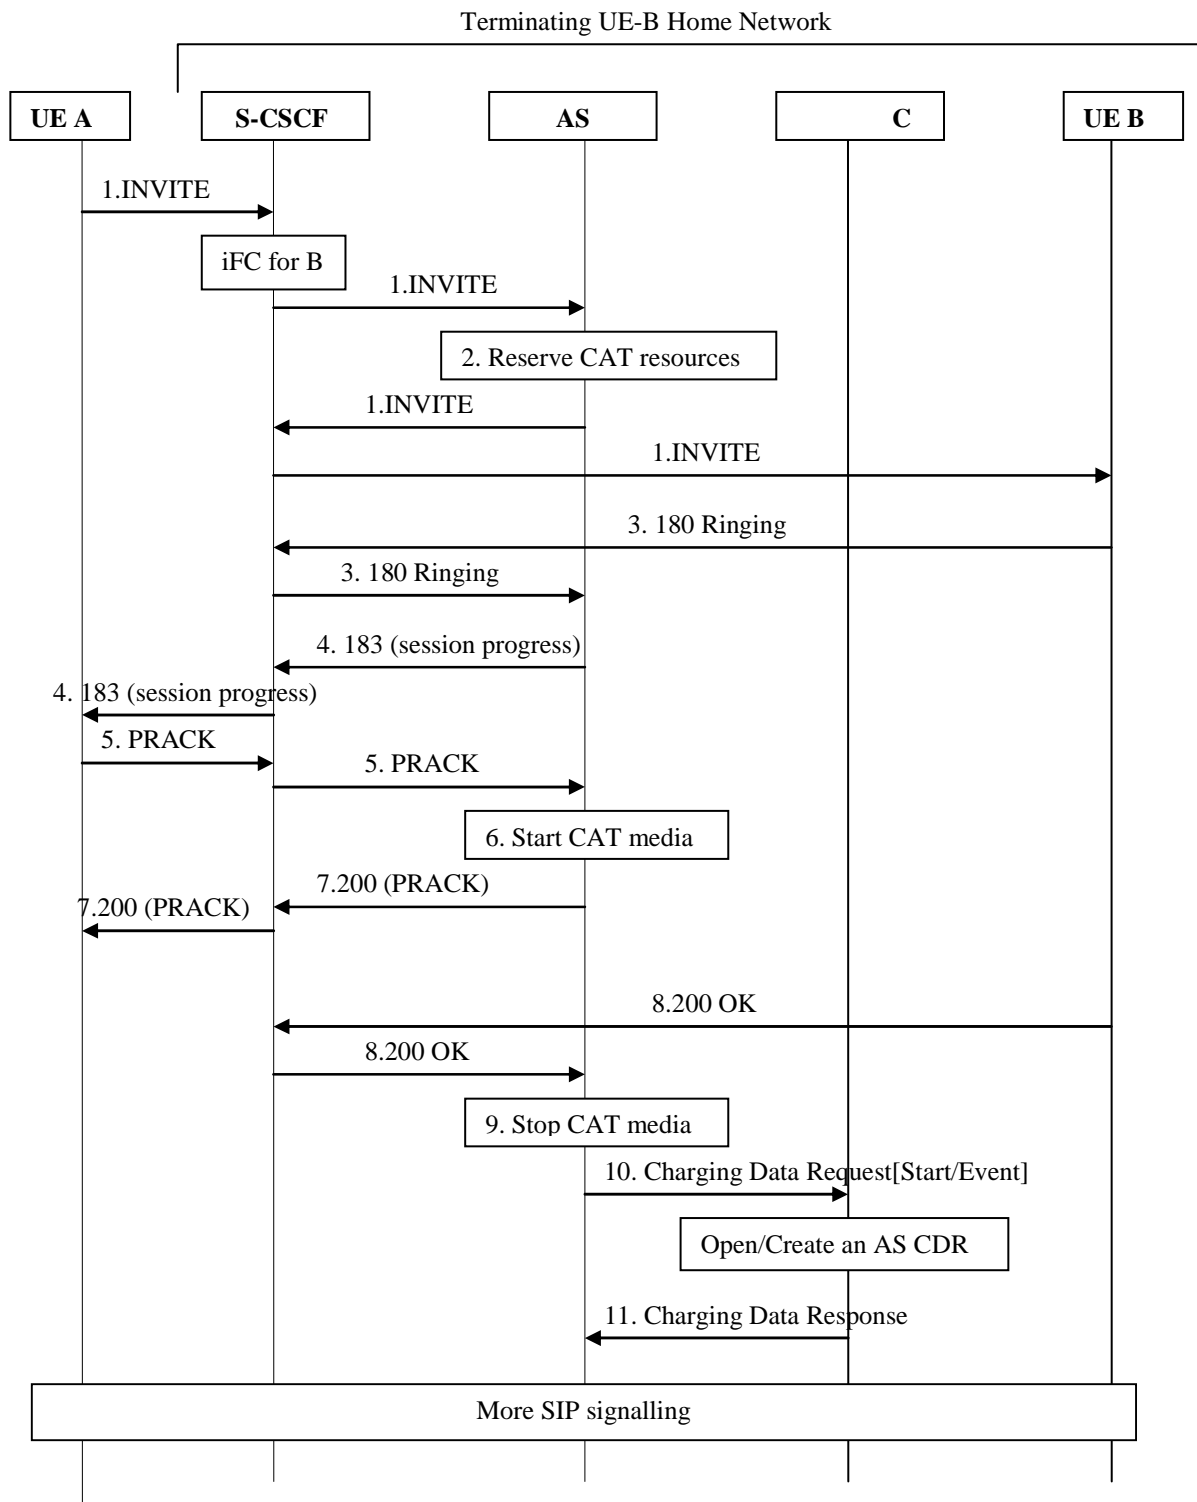 Terminating UE-B Home Network
UE A
S-CSCF
AS
C
UE B
1.INVITE
iFC for B
1.INVITE
2. Reserve CAT resources
1.INVITE
1.INVITE
3. 180 Ringing
3. 180 Ringing
4. 183 (session progress)
4. 183 (session progress)
5. PRACK
5. PRACK
6. Start CAT media
7.200 (PRACK)
7.200 (PRACK)
8.200 OK
8.200 OK
9. Stop CAT media
10. Charging Data Request[Start/Event]
Open/Create an AS CDR
11. Charging Data Response
More SIP signalling